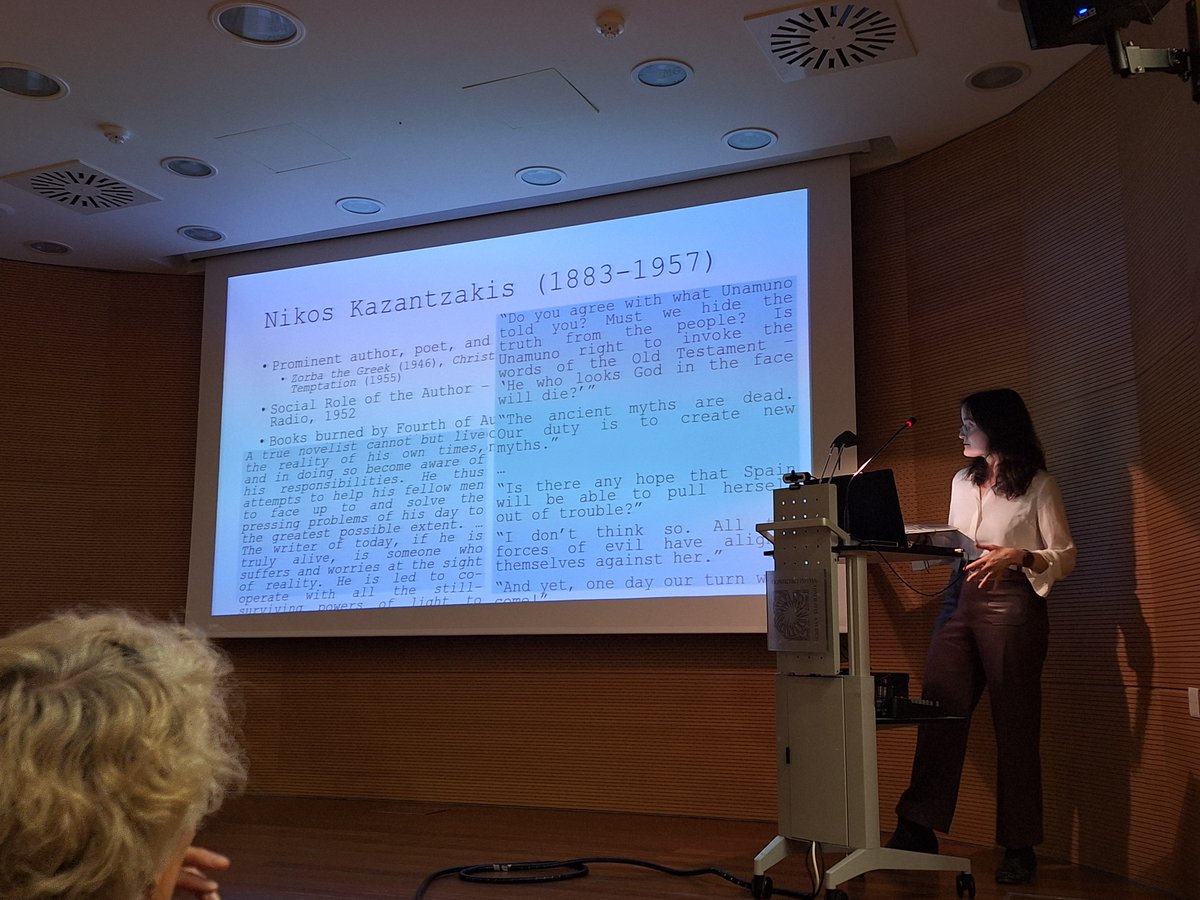 Nikos Kazantzakis (1883-1957)
• Prominent author, poet, and
• Zorba the Greek (1946), Christ
Temptation (1955)
• Social Role of the Author –
Radio, 1952
• Books burned by Fourth of Au
A true novelist cannot but live
the reality of his own times,
and in doing so become aware of
his responsibilities. He thus
attempts to help his fellow men
to face up to and solve the
pressing problems of his day to
the greatest possible extent. …
The writer of today, if he is
truly alive, is someone who
suffers and worries at the sight
of reality. He is led to co-
operate with all the still-
surviving powers of light to
“Do you agree with what Unamuno
told you? Must we hide the
truth from the people? Is
Unamuno right to invoke the
words of the Old Testament –
‘He who looks God in the face
will die?’”
“The ancient myths are dead.
Our duty is to create new
myths.”
…
“Is there any hope that Spain
will be able to pull herself
out of trouble?”
“I don’t think so. All
forces of evil have alig
themselves against her.”
“And yet, one day our turn w
come!”